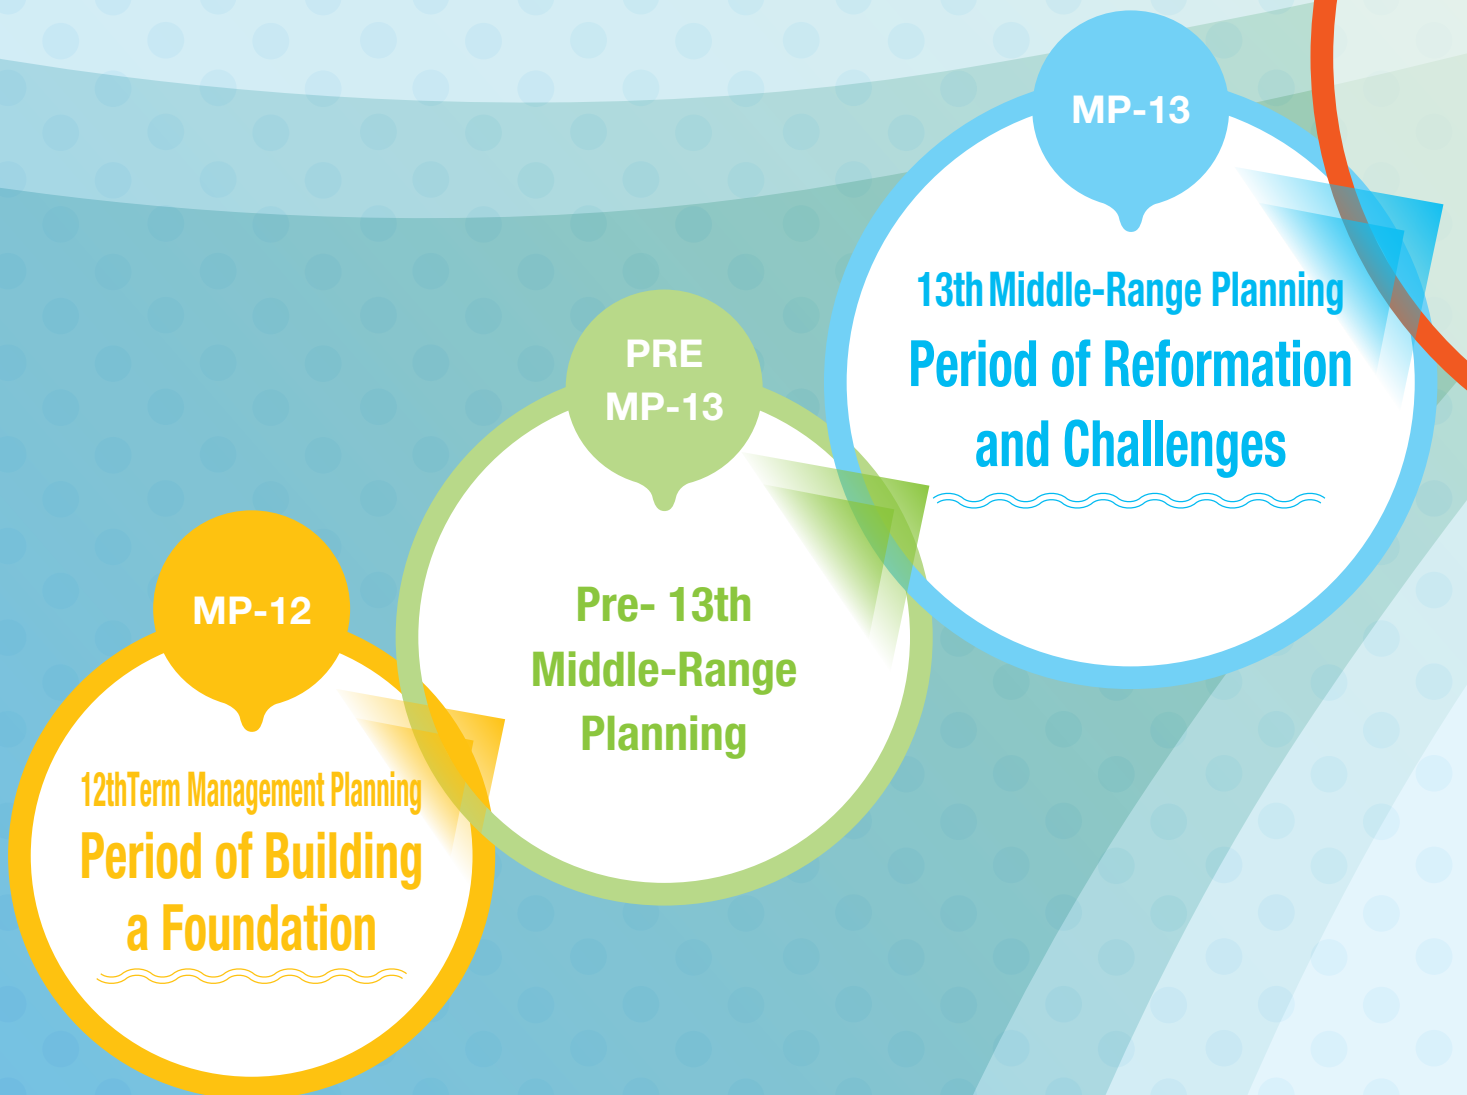 MP-12
12thTerm Management Planning
Period of Building
a Foundation
PRE
MP-13
Pre- 13th
Middle-Range
Planning
MP-13
13th Middle-Range Planning
Period of Reformation
and Challenges